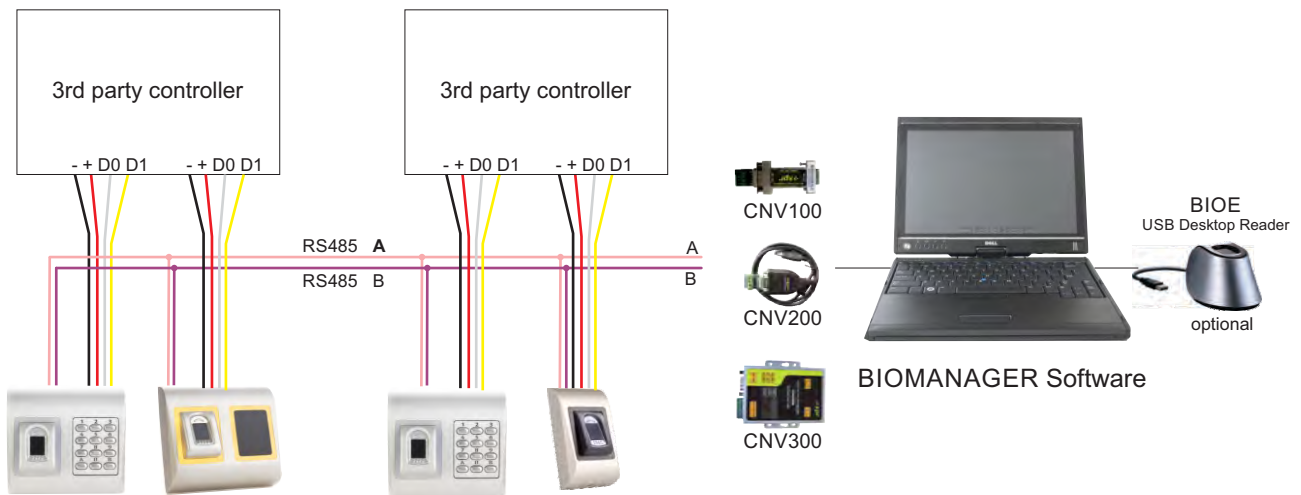 3rd party controller
- + D0 D1
- + D0 D1
3rd party controller
- + D0 D1
- + D0 D1
RS485 A
RS485 B
A
B
CNV100
CNV200
CNV300
BIOMANAGER Software
BIOE
USB Desktop Reader
optional